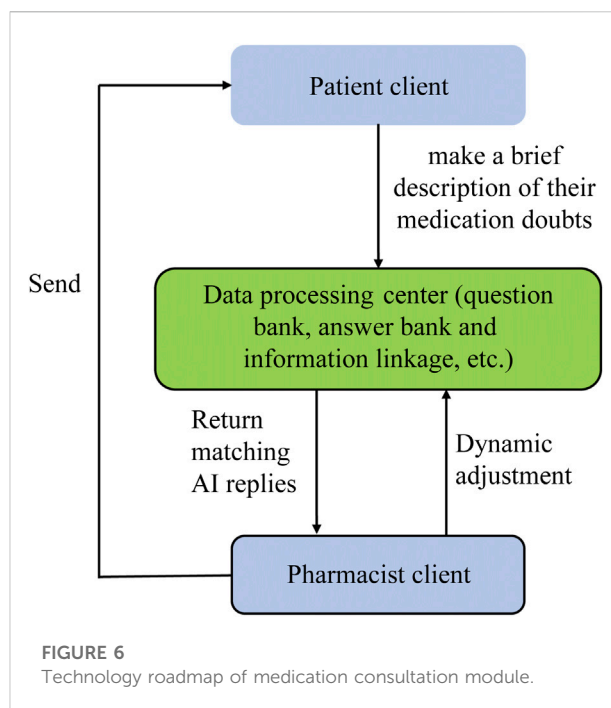 Patient client
make a brief
description of their
medication doubts
Send
Data processing center (question
bank, answer bank and
information linkage, etc.)
Return
matching
AI replies
Dynamic
adjustment
Pharmacist client
FIGURE 6
Technology roadmap of medication consultation module.